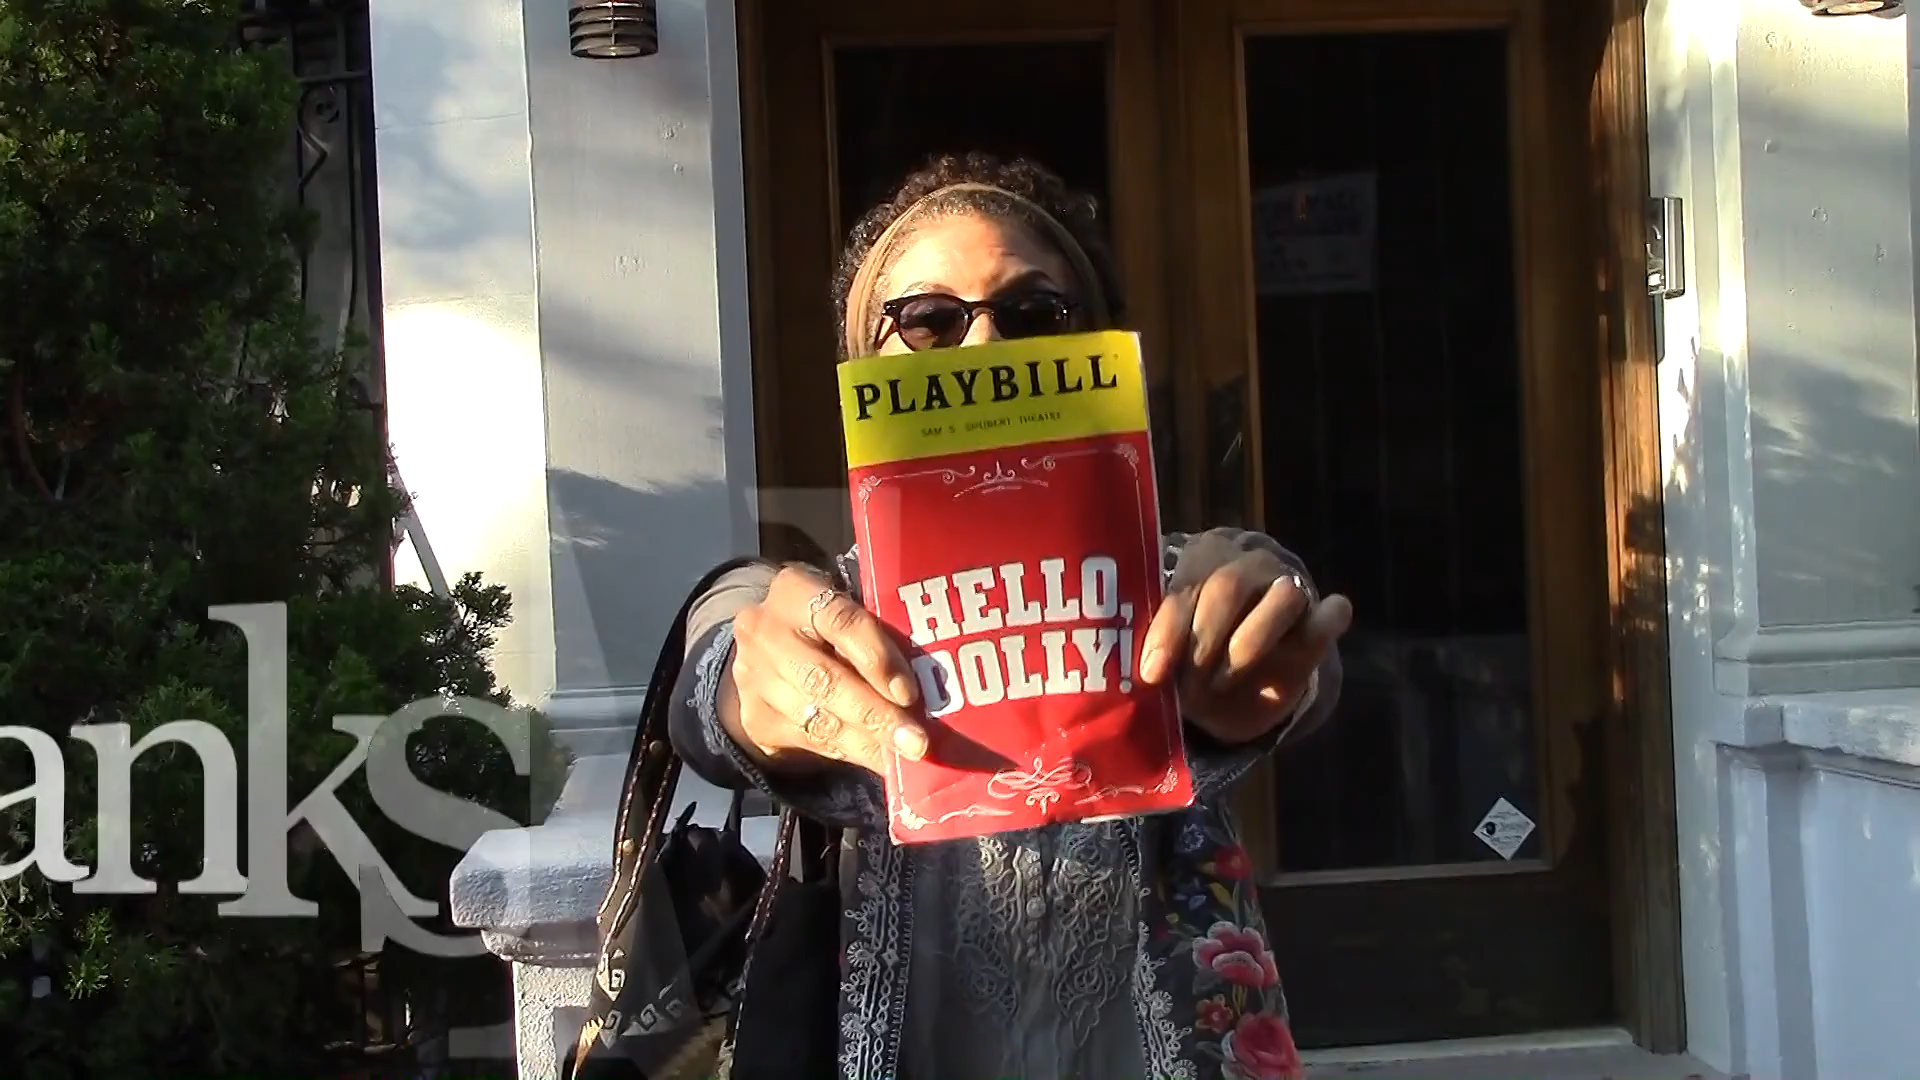 PLAYBILL
SAM S. SHUBERT THEATRE
HELLO,
DOLLY!
anks